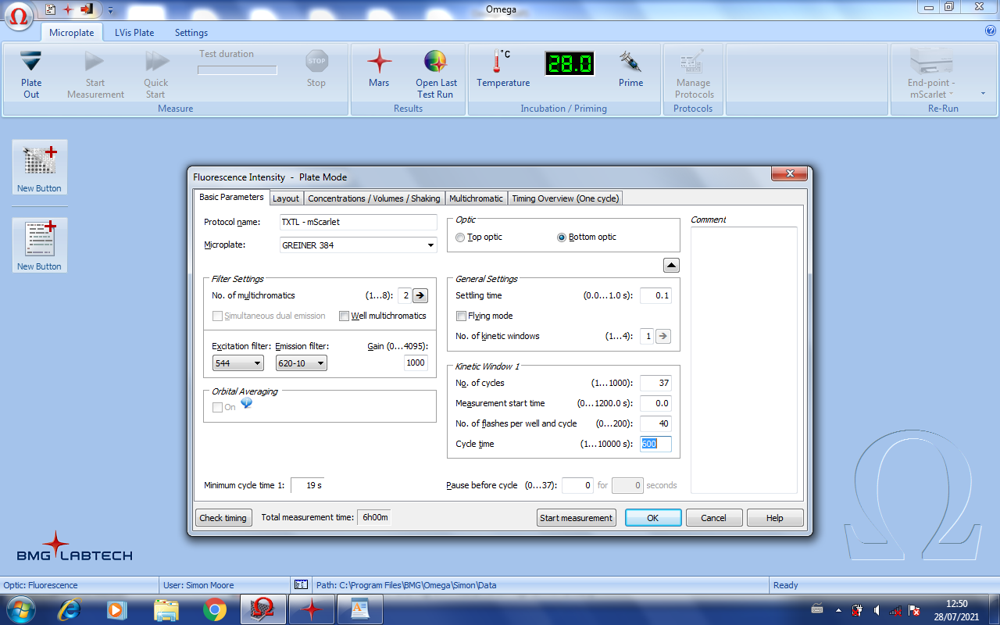 Omega
Microplate LVis Plate Settings
Plate Out
Start Measurement
Quick Start
Test duration
STOP
Stop
Measure
Mars
Open Last Test Run
Results
°C
Temperature
28.0
Prime
Incubation / Priming
Manage Protocols
Protocols
End-point - mScarlet
Re-Run
New Button
New Button
Fluorescence Intensity - Plate Mode
Basic Parameters Layout Concentrations / Volumes / Shaking Multichromatic Timing Overview (One cycle)
Protocol name: TXTL - mScarlet
Microplate: GREINER 384
Optic
Top optic Bottom optic
Comment
Filter Settings
No. of multichromatics (1...8): 2
Simultaneous dual emission Well multichromatics
Excitation filter: Emission filter: Gain (0...4095):
544 620-10 1000
Orbital Averaging
On
General Settings
Settling time (0.0...1.0 s): 0.1
Flying mode
No. of kinetic windows (1...4): 1
Kinetic Window 1
No. of cycles (1...1000): 37
Measurement start time (0...1200.0 s): 0.0
No. of flashes per well and cycle (0...200): 40
Cycle time (1...10000 s): 600
Minimum cycle time 1: 19 s
Pause before cycle (0...37): 0 for 0 seconds
Check timing Total measurement time: 6h00m Start measurement OK Cancel Help
BMG LABTECH
Optic: Fluorescence User: Simon Moore Path: C:\Program Files\BMG\Omega\Simon\Data Ready
12:50
28/07/2021